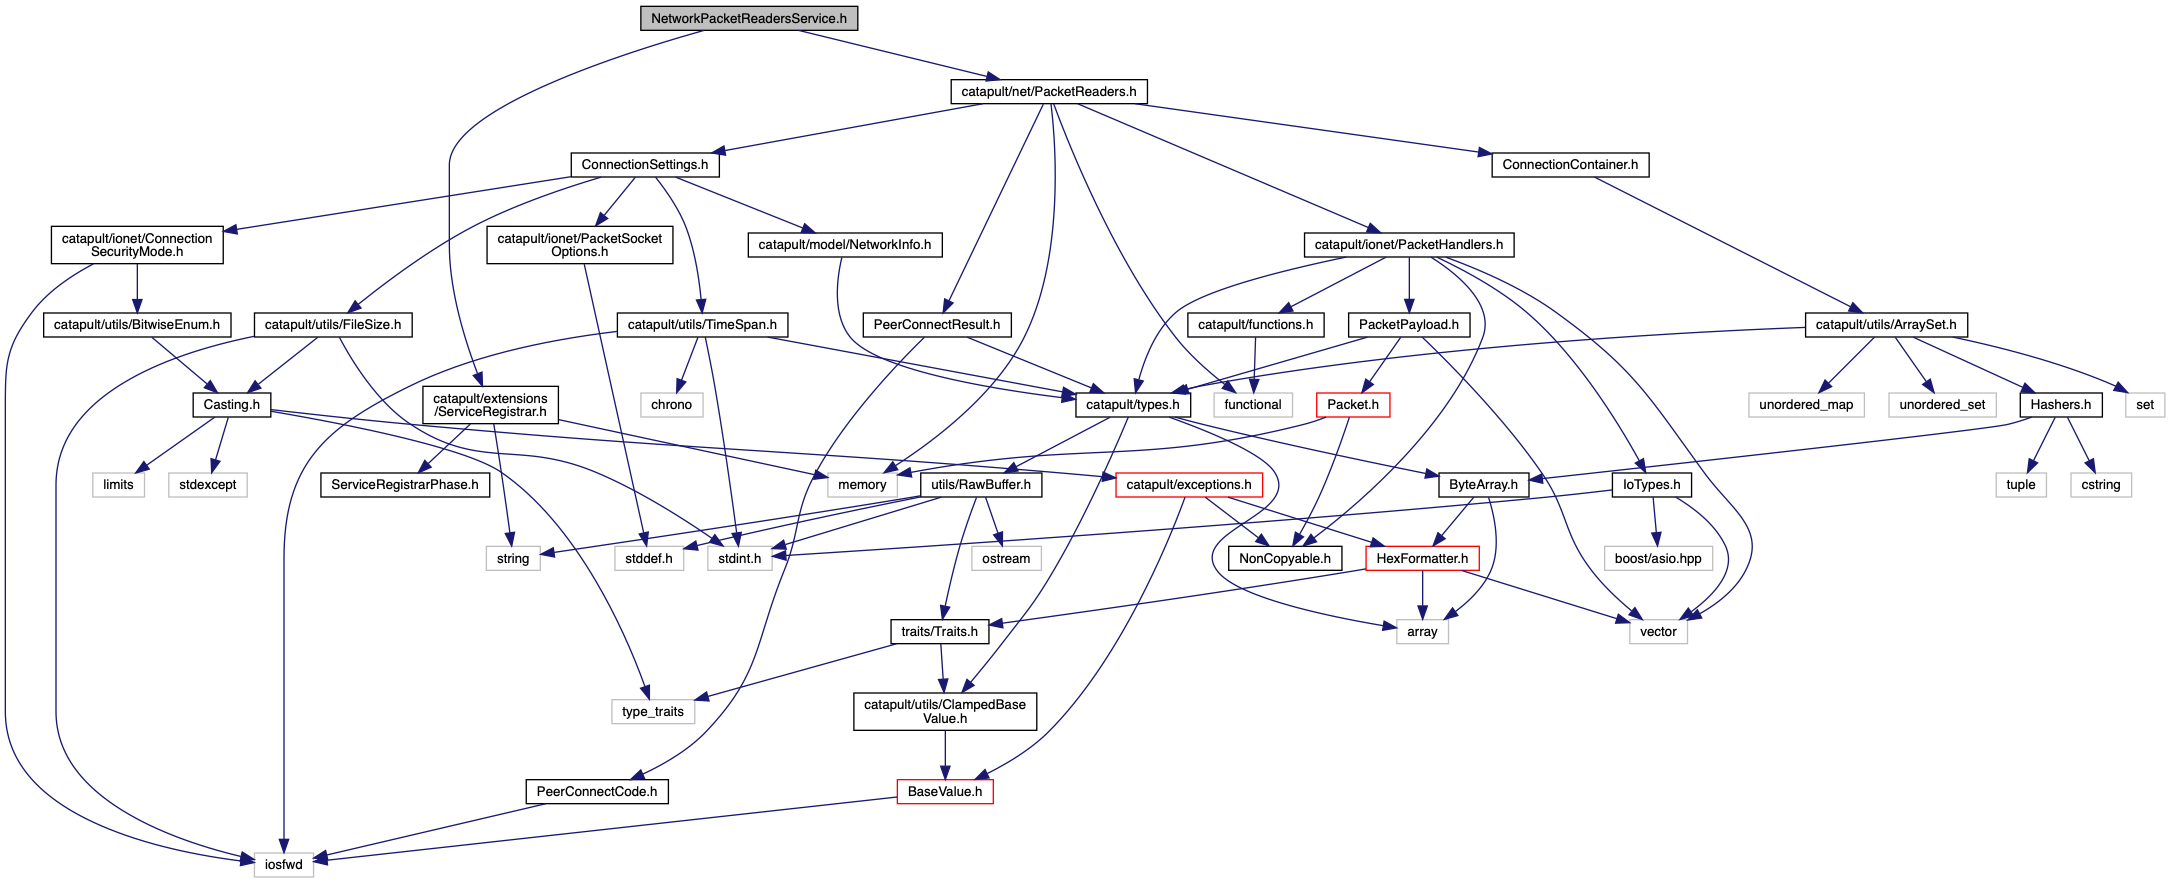 NetworkPacketReadersService.h
catapult/net/PacketReaders.h
ConnectionSettings.h
ConnectionContainer.h
catapult/ionet/Connection
SecurityMode.h
catapult/ionet/PacketSocket
Options.h
catapult/model/NetworkInfo.h
catapult/ionet/PacketHandlers.h
catapult/utils/BitwiseEnum.h
catapult/utils/FileSize.h
catapult/utils/TimeSpan.h
PeerConnectResult.h
catapult/functions.h
PacketPayload.h
catapult/utils/ArraySet.h
Casting.h
catapult/extensions
/ServiceRegistrar.h
chrono
catapult/types.h
functional
Packet.h
unordered_map
unordered_set
Hashers.h
set
limits
stdexcept
ServiceRegistrarPhase.h
memory
utils/RawBuffer.h
catapult/exceptions.h
ByteArray.h
IoTypes.h
tuple
cstring
string
stddef.h
stdint.h
ostream
NonCopyable.h
HexFormatter.h
boost/asio.hpp
traits/Traits.h
array
vector
type_traits
catapult/utils/ClampedBase
Value.h
PeerConnectCode.h
BaseValue.h
iosfwd